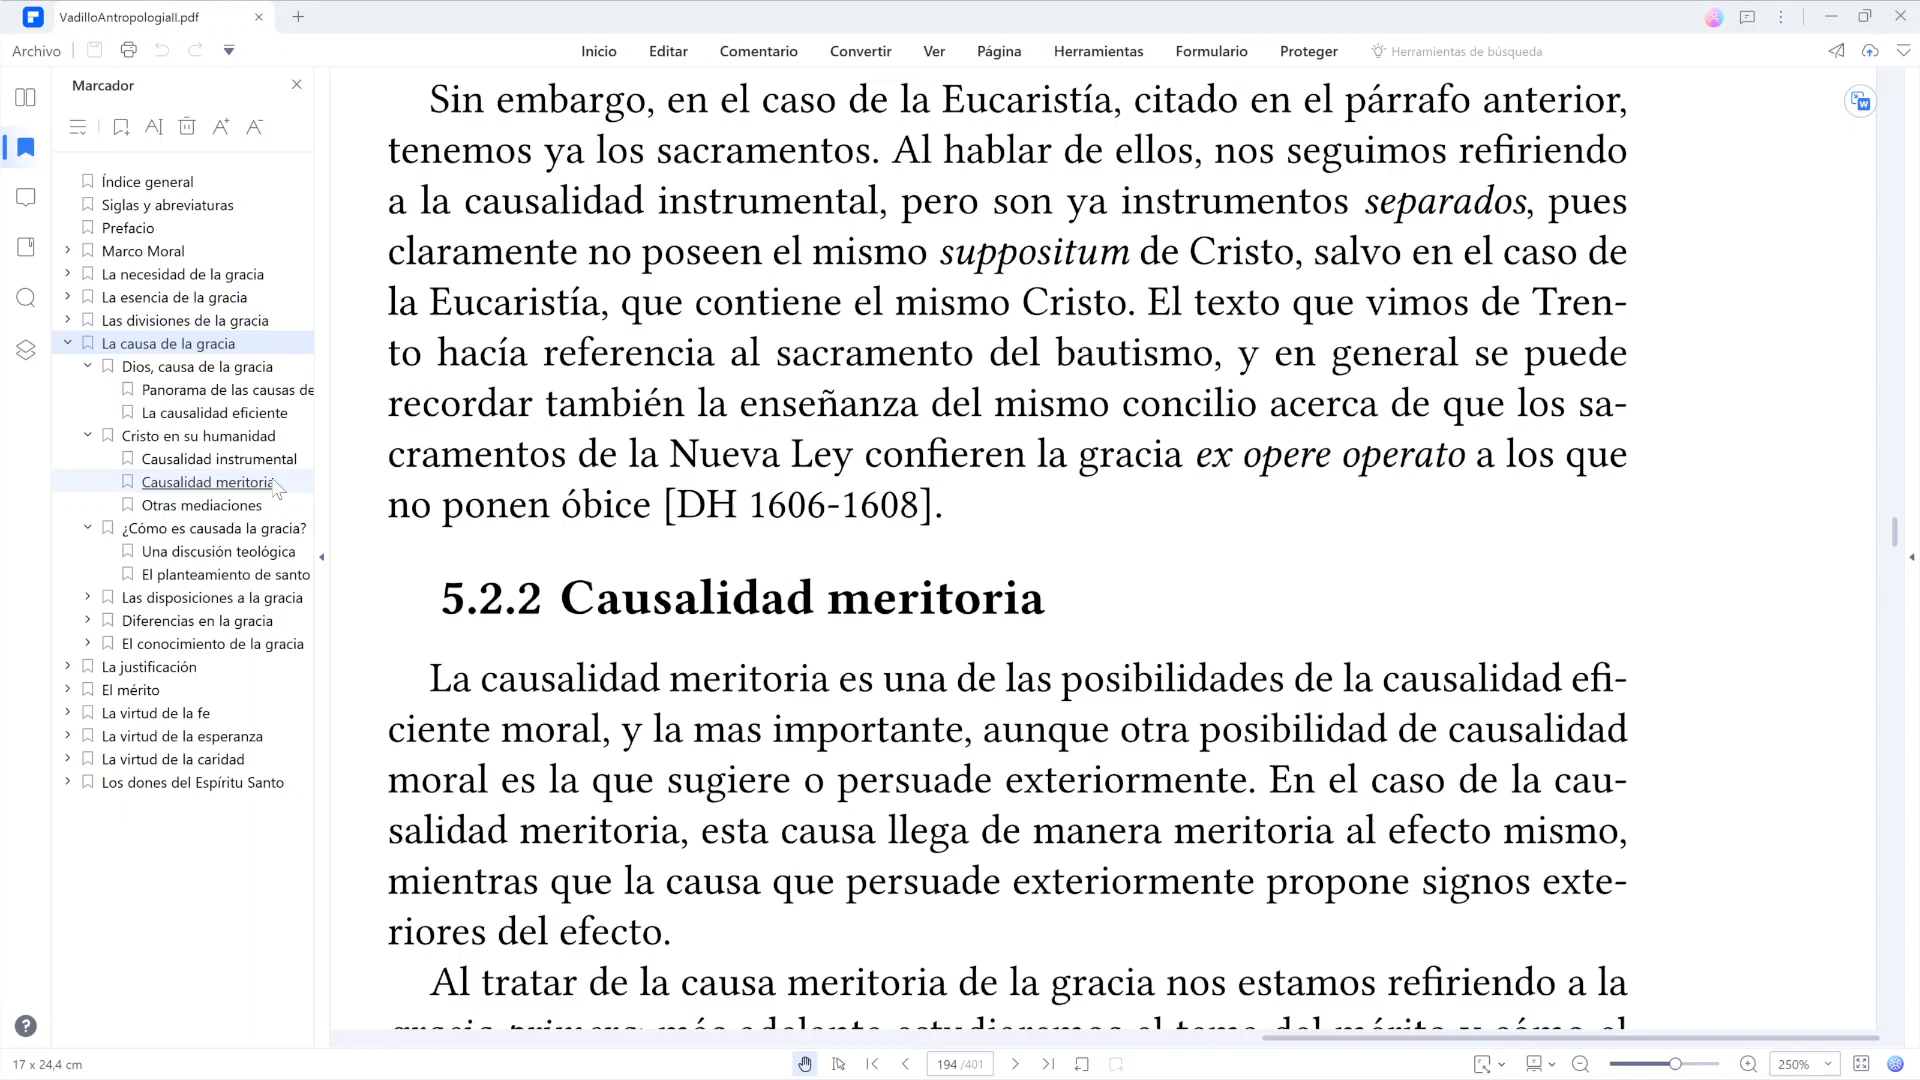 VadilloAntropologiaII.pdf
Archivo
Inicio
Editar
Comentario
Convertir
Ver
Página
Herramientas
Formulario
Proteger
Herramientas de búsqueda
Marcador
Índice general
Siglas y abreviaturas
Prefacio
Marco Moral
La necesidad de la gracia
La esencia de la gracia
Las divisiones de la gracia
La causa de la gracia
Dios, causa de la gracia
Panorama de las causas de
La causalidad eficiente
Cristo en su humanidad
Causalidad instrumental
Causalidad meritoria
Otras mediaciones
¿Cómo es causada la gracia?
Una discusión teológica
El planteamiento de santo
Las disposiciones a la gracia
Diferencias en la gracia
El conocimiento de la gracia
La justificación
El mérito
La virtud de la fe
La virtud de la esperanza
La virtud de la caridad
Los dones del Espíritu Santo
Sin embargo, en el caso de la Eucaristía, citado en el párrafo anterior,
tenemos ya los sacramentos. Al hablar de ellos, nos seguimos refiriendo
a la causalidad instrumental, pero son ya instrumentos separados, pues
claramente no poseen el mismo suppositum de Cristo, salvo en el caso de
la Eucaristía, que contiene el mismo Cristo. El texto que vimos de Tren-
to hacía referencia al sacramento del bautismo, y en general se puede
recordar también la enseñanza del mismo concilio acerca de que los sa-
cramentos de la Nueva Ley confieren la gracia ex opere operato a los que
no ponen óbice [DH 1606-1608].
5.2.2 Causalidad meritoria
La causalidad meritoria es una de las posibilidades de la causalidad efi-
ciente moral, y la mas importante, aunque otra posibilidad de causalidad
moral es la que sugiere o persuade exteriormente. En el caso de la cau-
salidad meritoria, esta causa llega de manera meritoria al efecto mismo,
mientras que la causa que persuade exteriormente propone signos exte-
riores del efecto.
Al tratar de la causa meritoria de la gracia nos estamos refiriendo a la
gracia primera; más adelante estudiaremos el tema del mérito y cómo el
17 x 24,4 cm
194 /401
250%